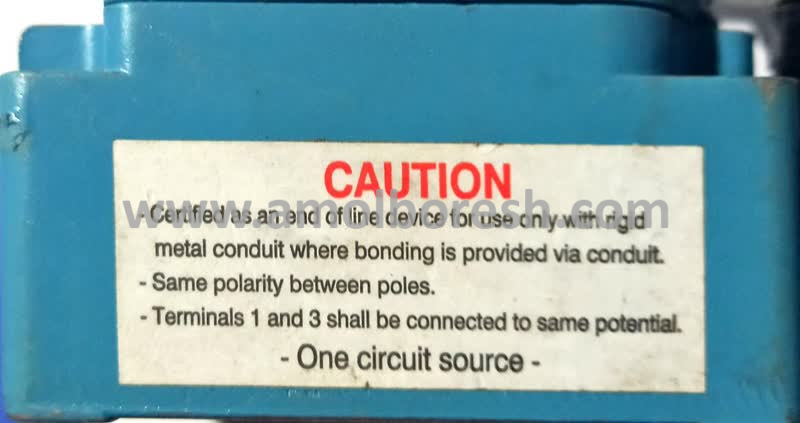 CAUTION
www.amolboresh.com
- Certified as an end of line device for use only with rigid
metal conduit where bonding is provided via conduit.
- Same polarity between poles.
- Terminals 1 and 3 shall be connected to same potential.
- One circuit source -